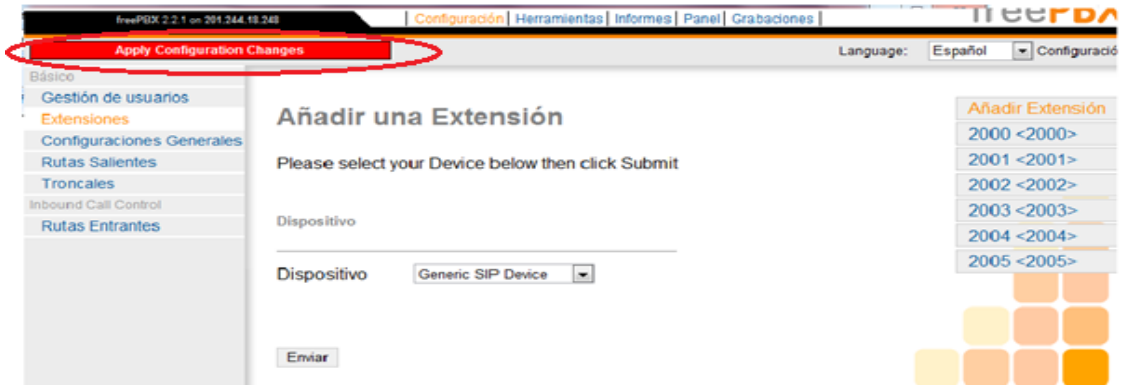 freePBX 2.2.1 on 201.244.18.248
Configuración | Herramientas | Informes | Panel | Grabaciones |
freePBX
Apply Configuration Changes
Language: Español Configuració
Básico
Gestión de usuarios
Extensiones
Configuraciones Generales
Rutas Salientes
Troncales
Inbound Call Control
Rutas Entrantes
Añadir una Extensión
Please select your Device below then click Submit
Dispositivo
Dispositivo Generic SIP Device
Enviar
Añadir Extensión
2000 <2000>
2001 <2001>
2002 <2002>
2003 <2003>
2004 <2004>
2005 <2005>